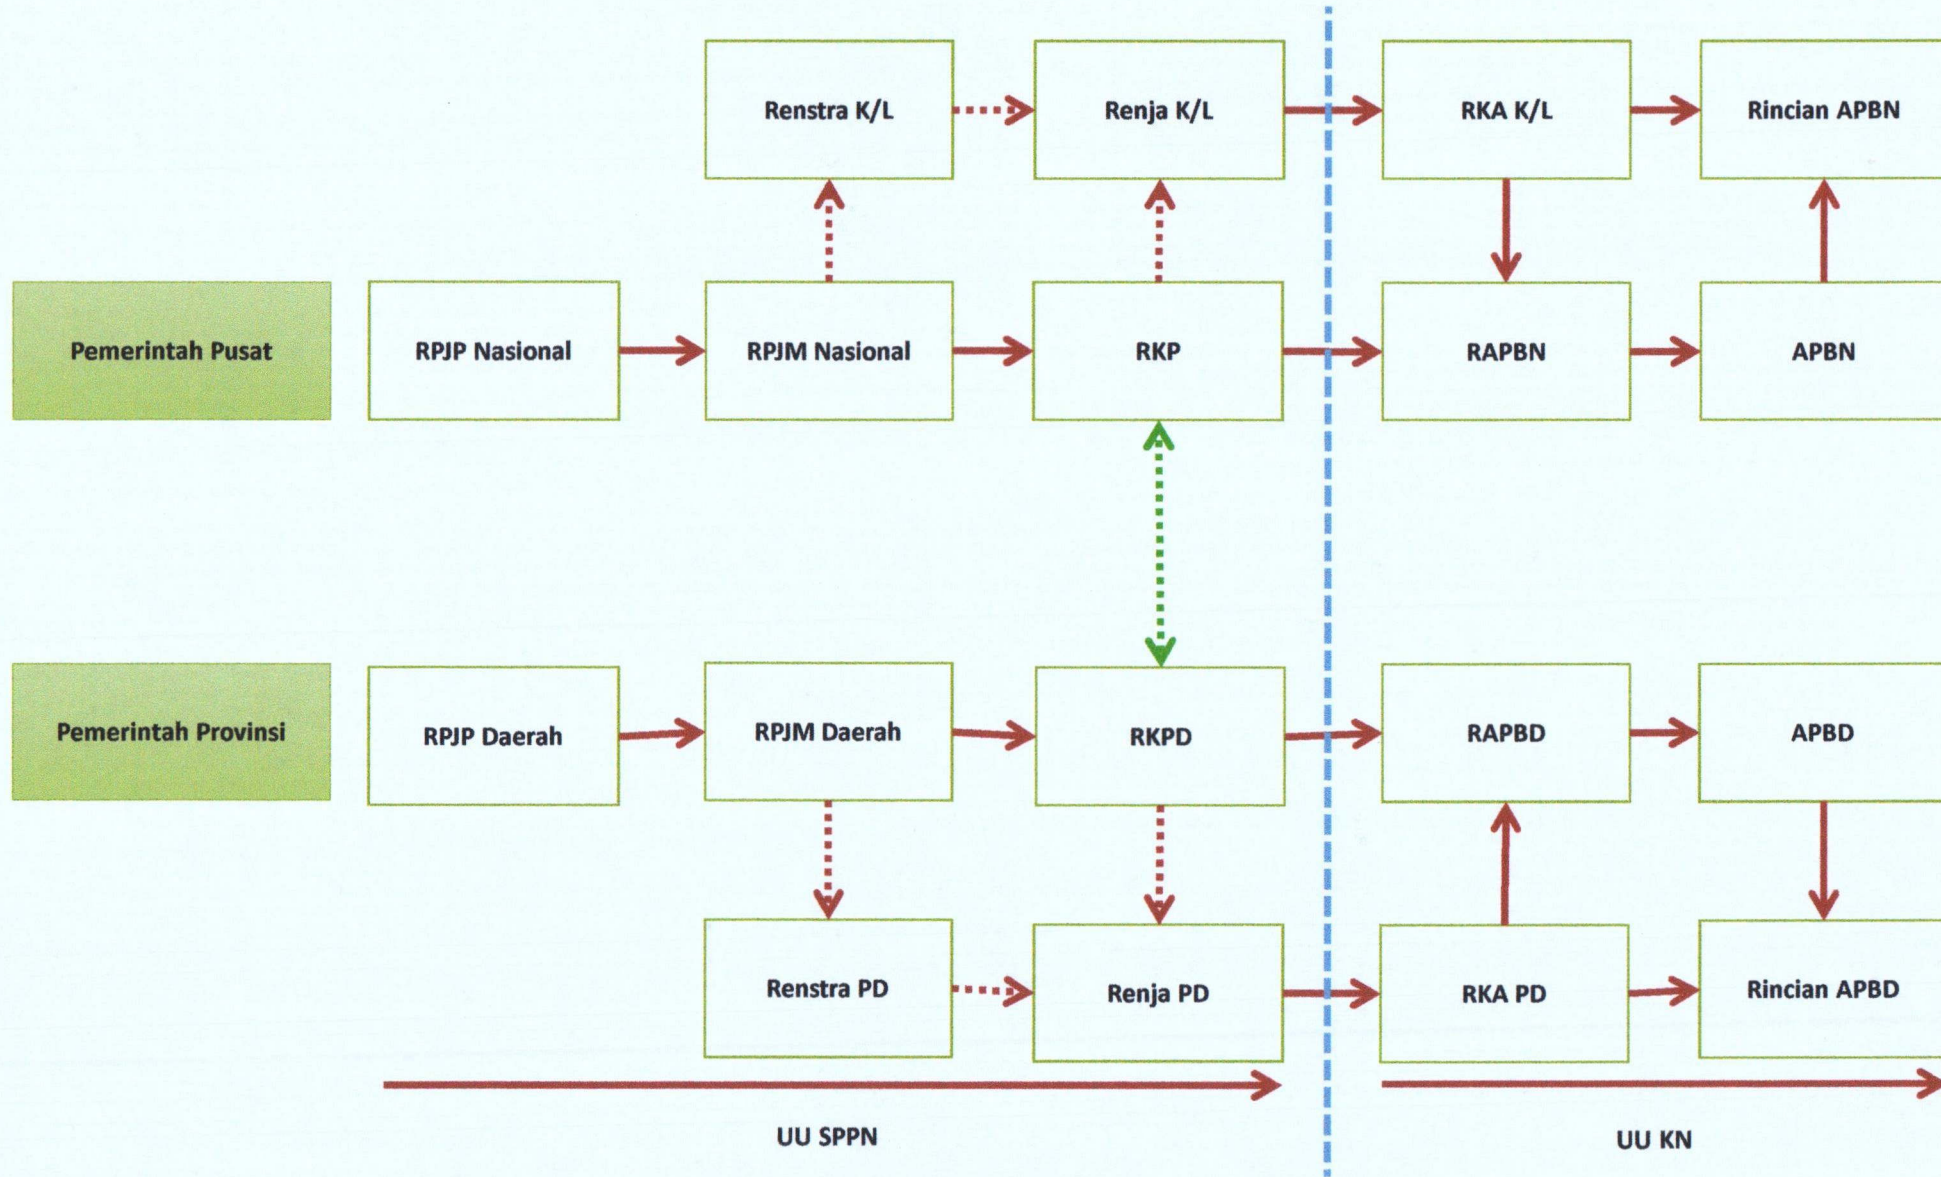 Renstra K/L
Renja K/L
RKA K/L
Rincian APBN
Pemerintah Pusat
RPJP Nasional
RPJM Nasional
RKP
RAPBN
APBN
Pemerintah Provinsi
RPJP Daerah
RPJM Daerah
RKPD
RAPBD
APBD
Renstra PD
Renja PD
RKA PD
Rincian APBD
UU SPPN
UU KN